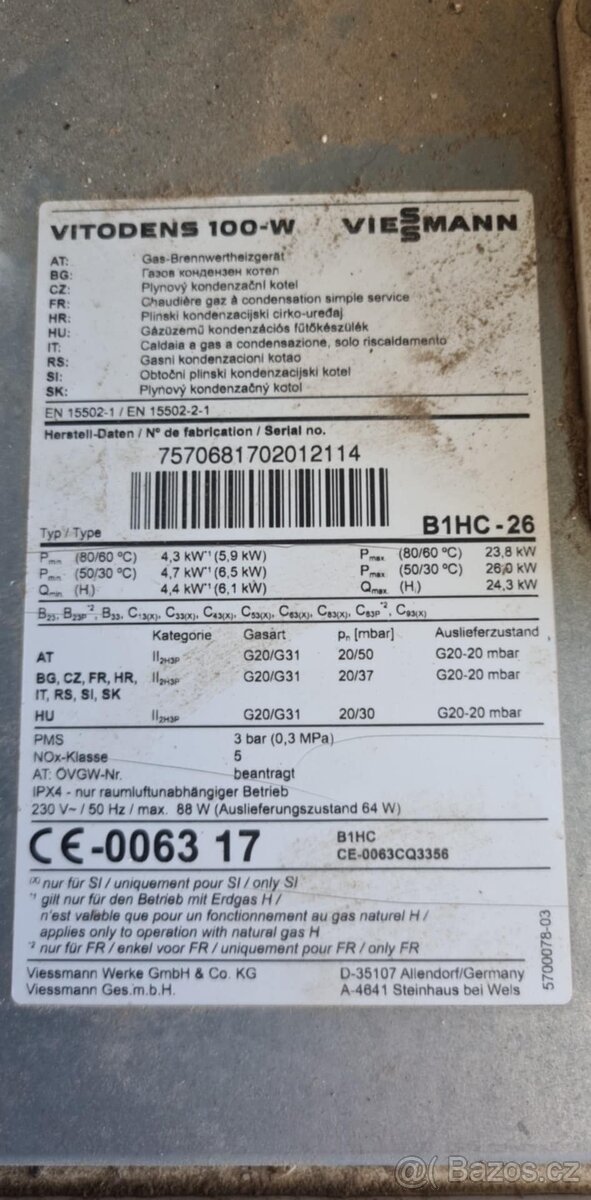 VITODENS 100-W VIESSMANN
AT: Gas-Brennwertheizgerät
BG: Газов кондензен котел
CZ: Plynový kondenzační kotel
FR: Chaudière gaz à condensation simple service
HR: Plinski kondenzacijski cirko-uređaj
HU: Gázüzemű kondenzációs fűtőkészülék
IT: Caldaia a gas a condensazione, solo riscaldamento
RS: Gasni kondenzacioni kotao
SI: Obtočni plinski kondenzacijski kotel
SK: Plynový kondenzačný kotol
EN 15502-1 / EN 15502-2-1
Herstell-Daten / N° de fabrication / Serial no.
7570681702012114
Typ / Type B1HC - 26
Pmin (80/60 ºC) 4,3 kW*1 (5,9 kW) Pmax (80/60 ºC) 23,8 kW
Pmin (50/30 ºC) 4,7 kW*1 (6,5 kW) Pmax (50/30 ºC) 26,0 kW
Qmin (Hi) 4,4 kW*1 (6,1 kW) Qmax (Hi) 24,3 kW
B23, B23P*2, B33, C13(X), C33(X), C43(X), C53(X), C63(X), C83(X), C83P*2, C93(X)
Kategorie Gasart pn [mbar] Auslieferzustand
AT II2H3P G20/G31 20/50 G20-20 mbar
BG, CZ, FR, HR, II2H3P G20/G31 20/37 G20-20 mbar
IT, RS, SI, SK
HU II2H3P G20/G31 20/30 G20-20 mbar
PMS 3 bar (0,3 MPa)
NOx-Klasse 5
AT: ÖVGW-Nr. beantragt
IPX4 - nur raumluftunabhängiger Betrieb
230 V~ / 50 Hz / max. 88 W (Auslieferungszustand 64 W)
CE-0063 17 B1HC
CE-0063CQ3356
(X) nur für SI / uniquement pour SI / only SI
*1 gilt nur für den Betrieb mit Erdgas H /
n'est valable que pour un fonctionnement au gas naturel H /
applies only to operation with natural gas H
*2 nur für FR / enkel voor FR / uniquement pour FR / only FR
Viessmann Werke GmbH & Co. KG D-35107 Allendorf/Germany
Viessmann Ges.m.b.H. A-4641 Steinhaus bei Wels
5700078-03
© Bazos.cz